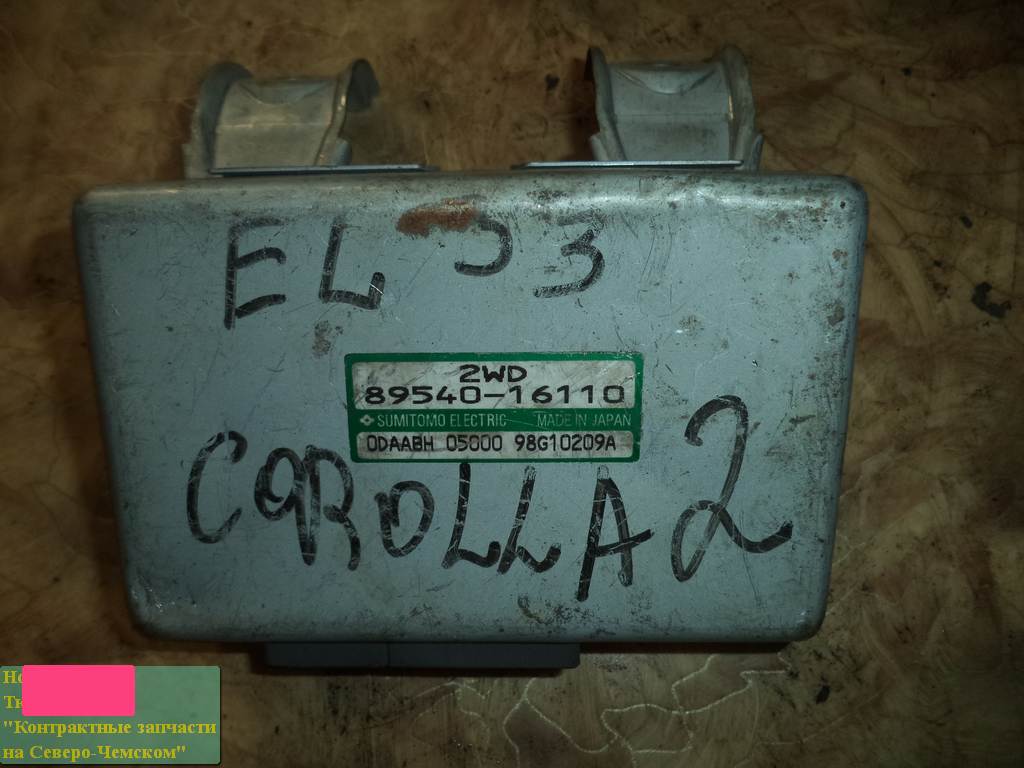 EL 53
2WD
89540-16110
SUMITOMO ELECTRIC MADE IN JAPAN
0DAABH 05000 98G10209A
COROLLA 2
"Контрактные запчасти
на Северо-Чемском"